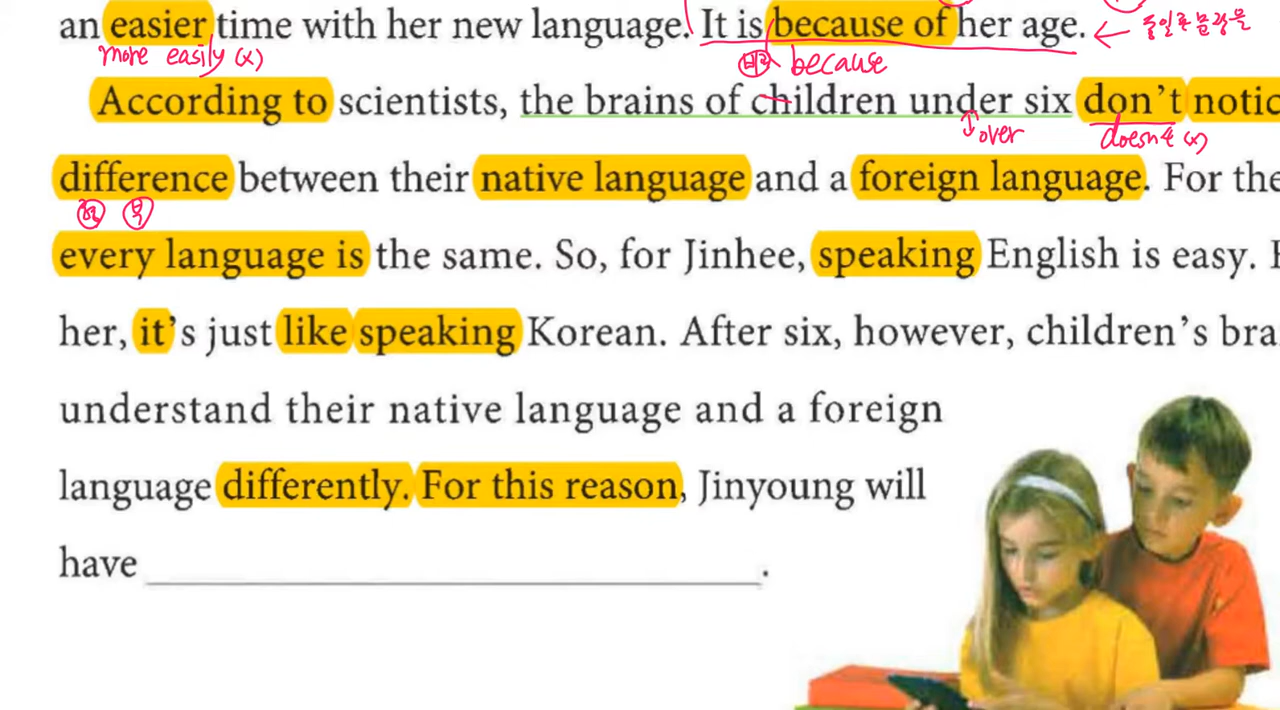 an easier time with her new language. It is because of her age. ←
more easily (x) because
According to scientists, the brains of children under six don't notic
↕over doesn't (x)
difference between their native language and a foreign language. For the
every language is the same. So, for Jinhee, speaking English is easy.
her, it's just like speaking Korean. After six, however, children's bra
understand their native language and a foreign
language differently. For this reason, Jinyoung will
have ____________.